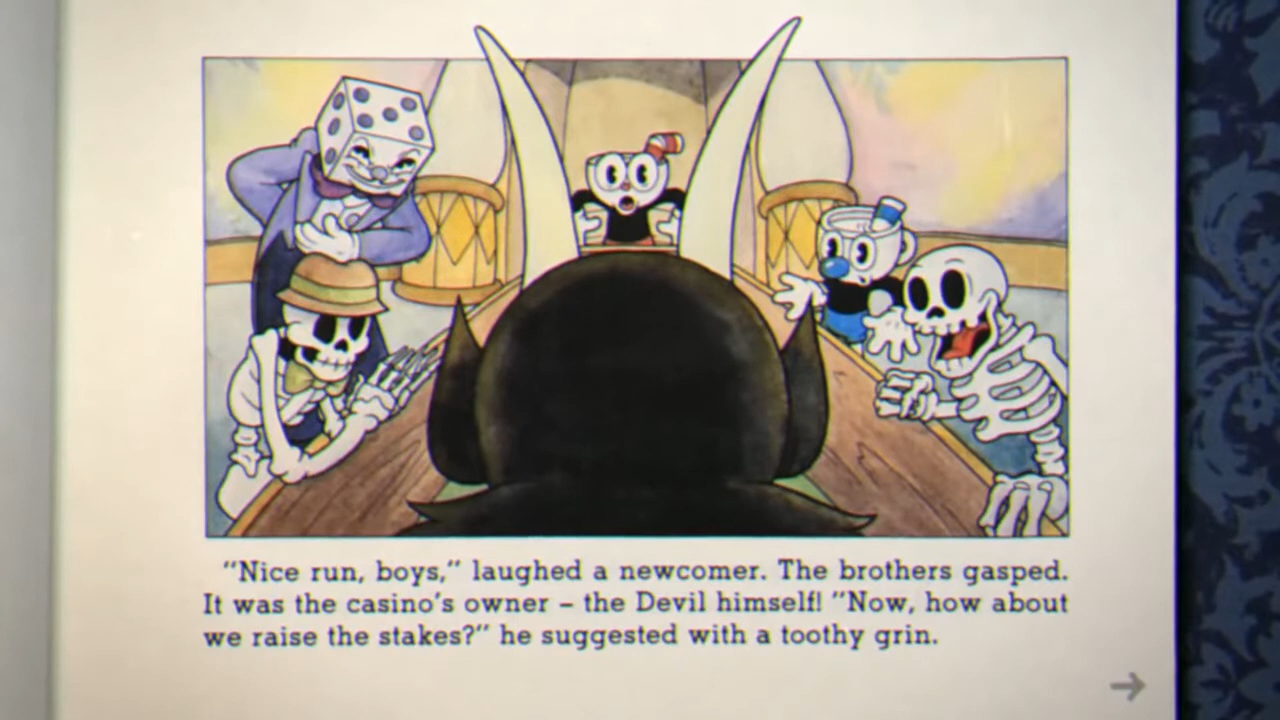 “Nice run, boys,” laughed a newcomer. The brothers gasped.
It was the casino’s owner – the Devil himself! “Now, how about
we raise the stakes?” he suggested with a toothy grin.